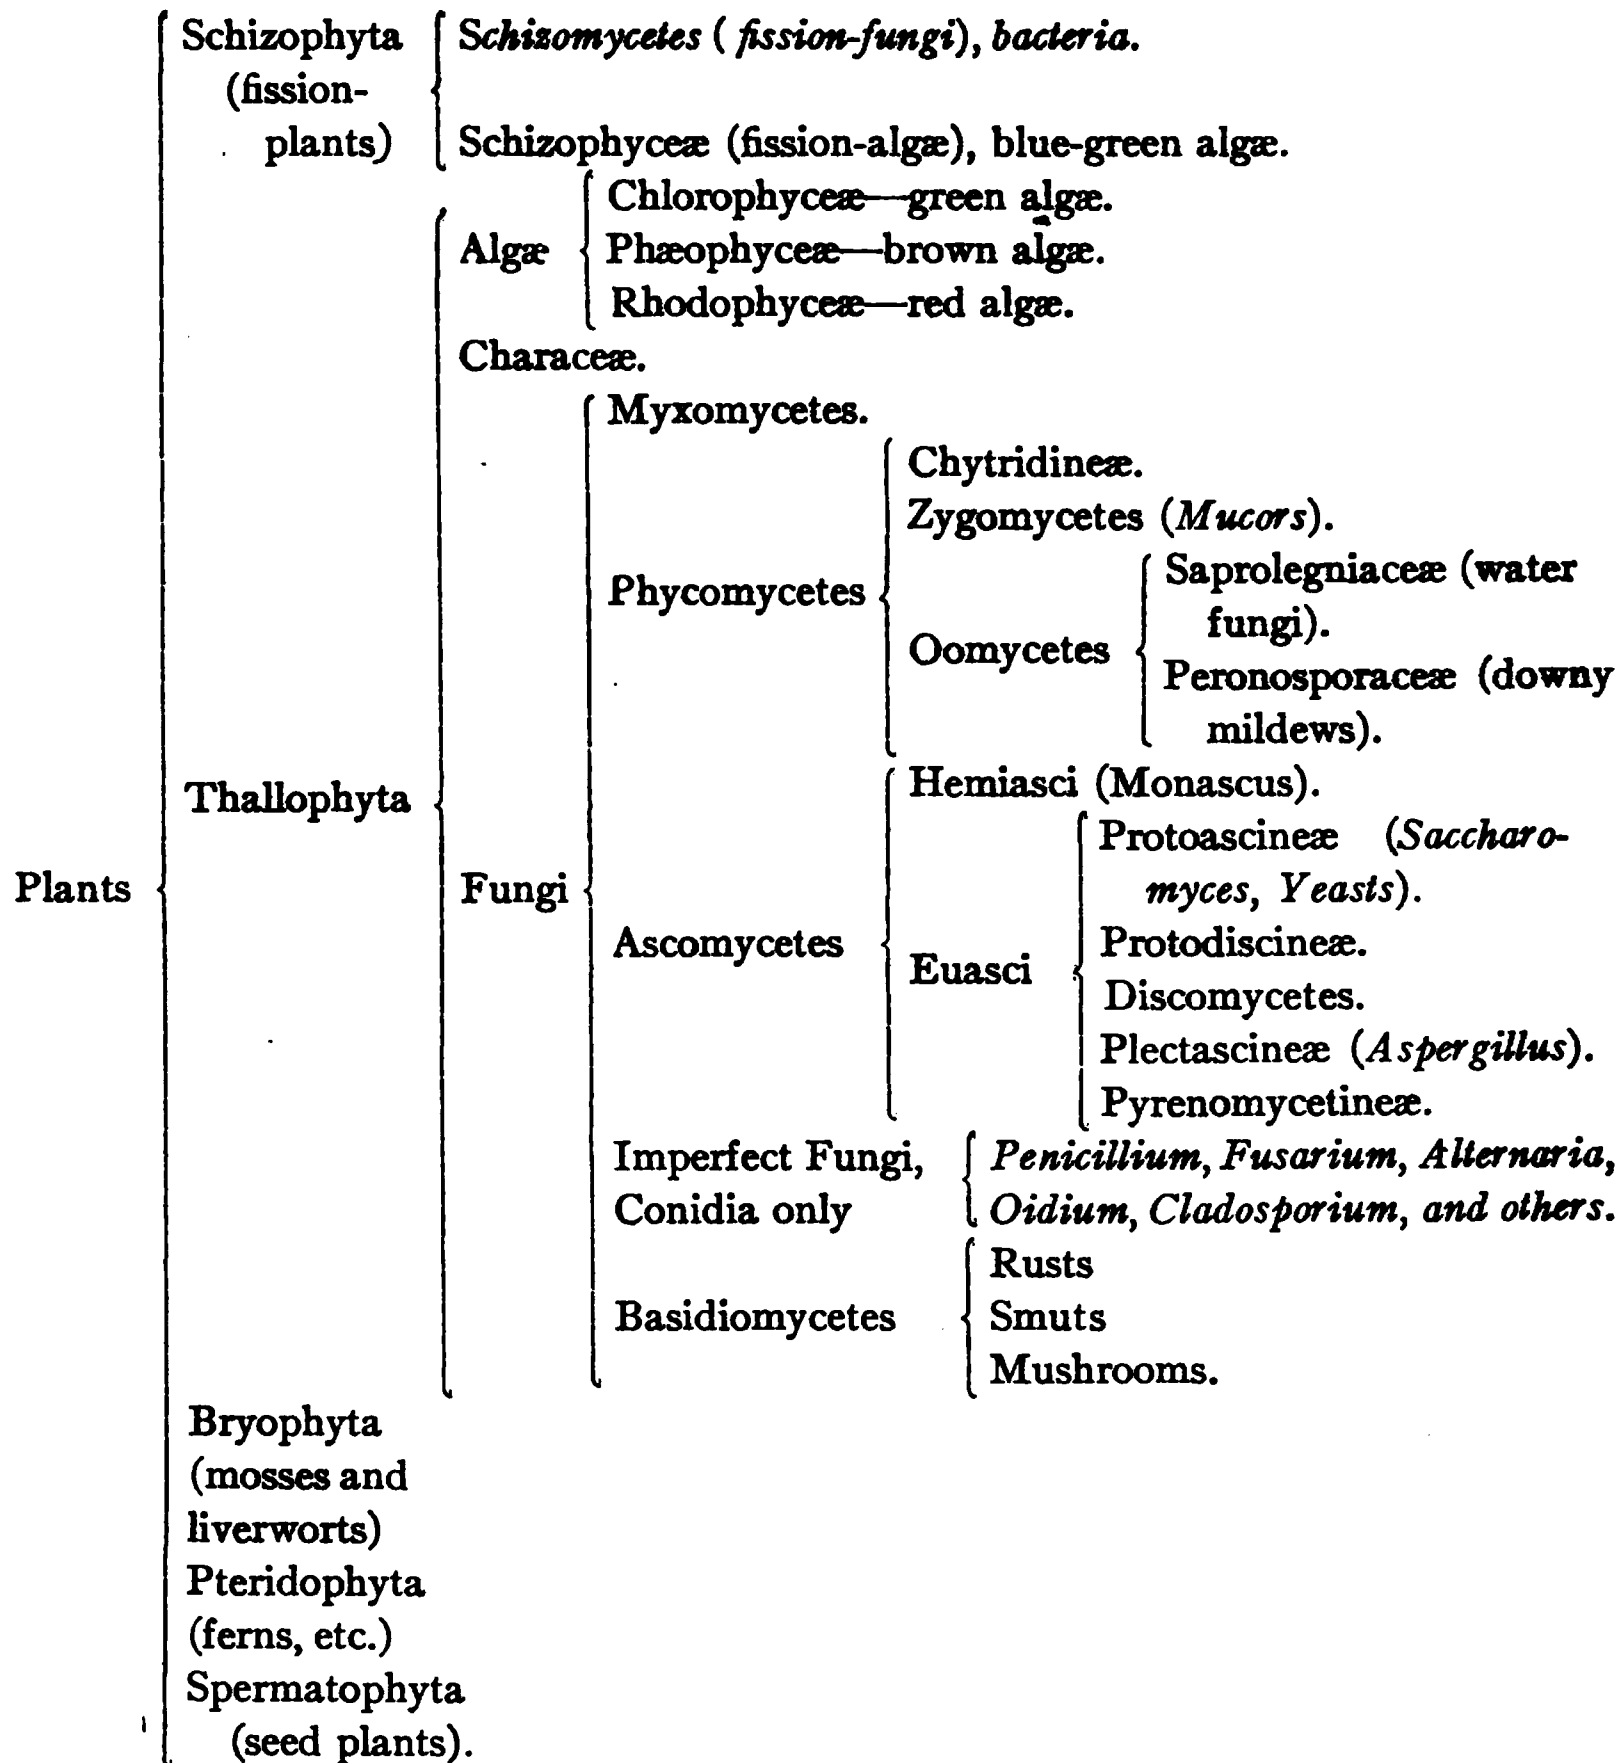 Schizophyta
(fission-
plants)
Schizomycetes (fission-fungi), bacteria.
Schizophyceæ (fission-algæ), blue-green algæ.
Algæ
Chlorophyceæ—green algæ.
Phæophyceæ—brown algæ.
Rhodophyceæ—red algæ.
Characeæ.
Myxomycetes.
Phycomycetes
Chytridineæ.
Zygomycetes (Mucors).
Oomycetes
Saprolegniaceæ (water
fungi).
Peronosporaceæ (downy
mildews).
Thallophyta
Plants
Fungi
Ascomycetes
Hemiasci (Monascus).
Euasci
Protoascineæ (Saccharo-
myces, Yeasts).
Protodiscineæ.
Discomycetes.
Plectascineæ (Aspergillus).
Pyrenomycetineæ.
Imperfect Fungi,
Conidia only
Penicillium, Fusarium, Alternaria,
Oidium, Cladosporium, and others.
Basidiomycetes
Rusts
Smuts
Mushrooms.
Bryophyta
(mosses and
liverworts)
Pteridophyta
(ferns, etc.)
Spermatophyta
(seed plants).